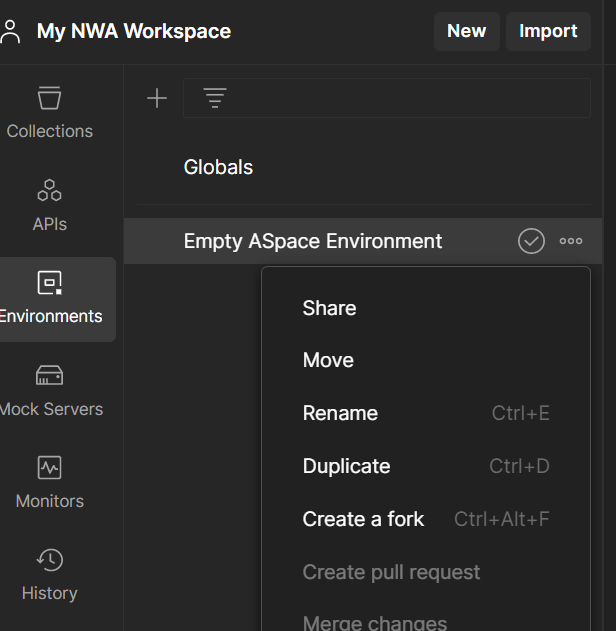 My NWA Workspace
New
Import
Collections
APIs
Environments
Mock Servers
Monitors
History
Globals
Empty ASpace Environment
Share
Move
Rename Ctrl+E
Duplicate Ctrl+D
Create a fork Ctrl+Alt+F
Create pull request
Merge changes